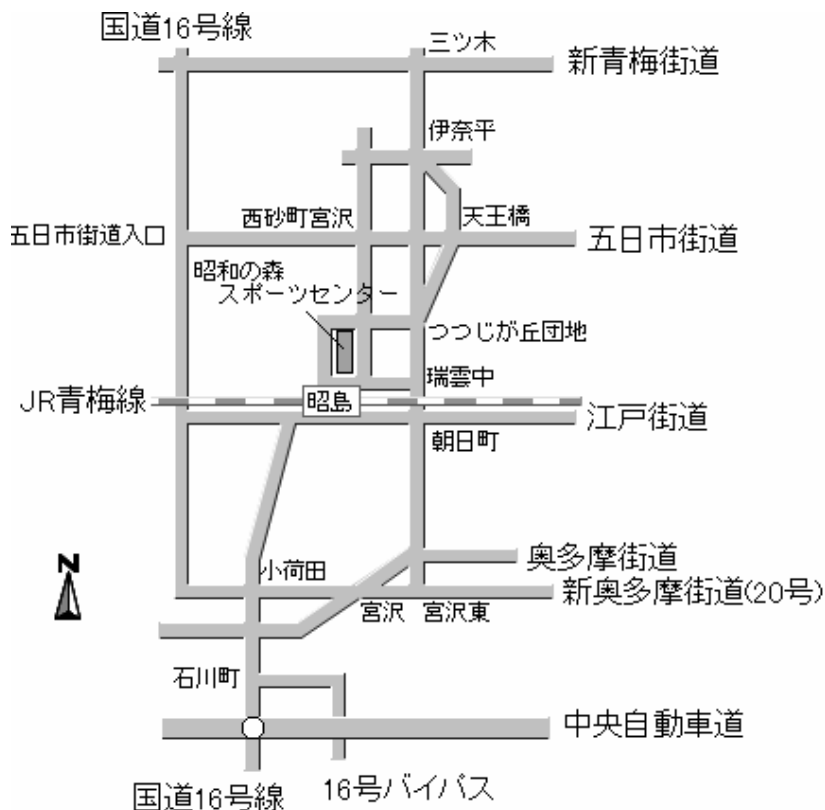 国道16号線
三ツ木
新青梅街道
伊奈平
西砂町宮沢
天王橋
五日市街道入口
五日市街道
昭和の森
スポーツセンター
つつじが丘団地
瑞雲中
JR青梅線
昭島
江戸街道
朝日町
N
奥多摩街道
小荷田
新奥多摩街道(20号)
宮沢
宮沢東
石川町
中央自動車道
国道16号線
16号バイパス